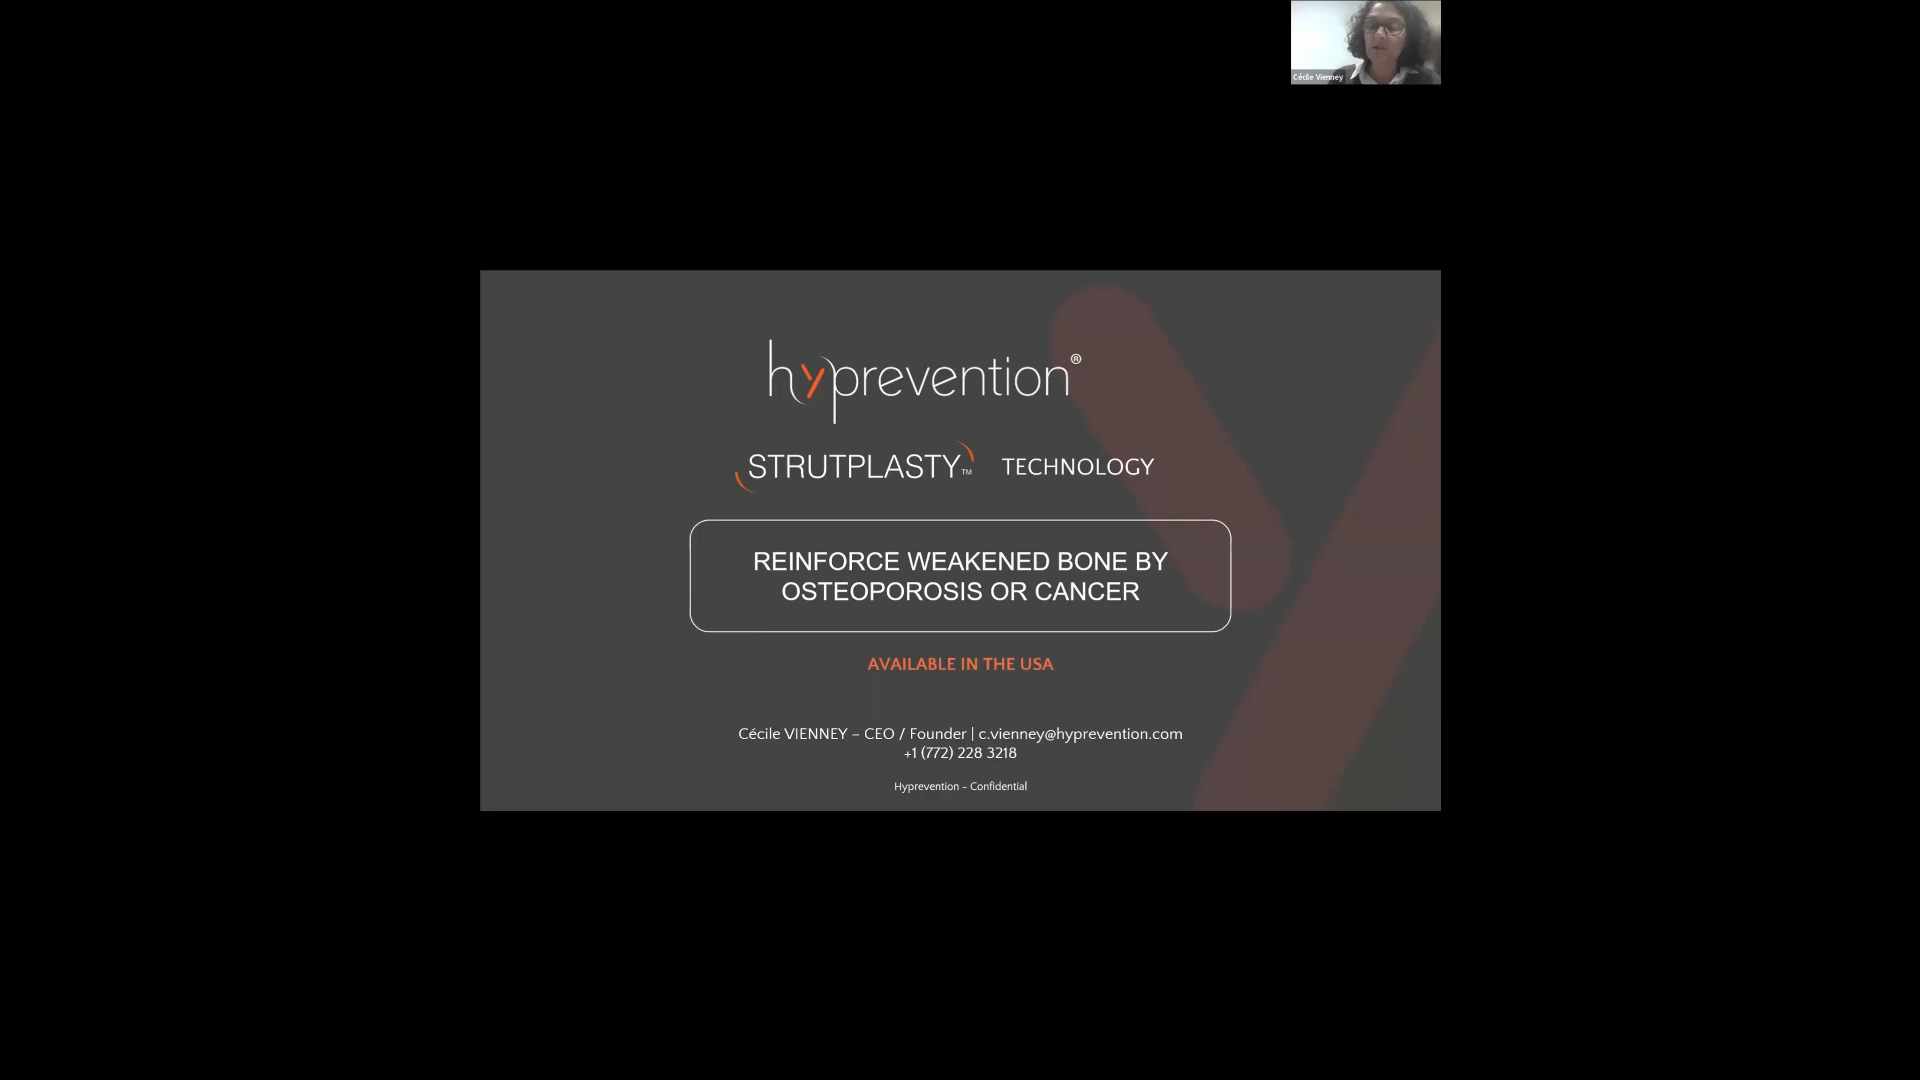 Cécile Vienney
hyprevention®
STRUTPLASTY™ TECHNOLOGY
REINFORCE WEAKENED BONE BY
OSTEOPOROSIS OR CANCER
AVAILABLE IN THE USA
Cécile VIENNEY – CEO / Founder | c.vienney@hyprevention.com
+1 (772) 228 3218
Hyprevention – Confidential